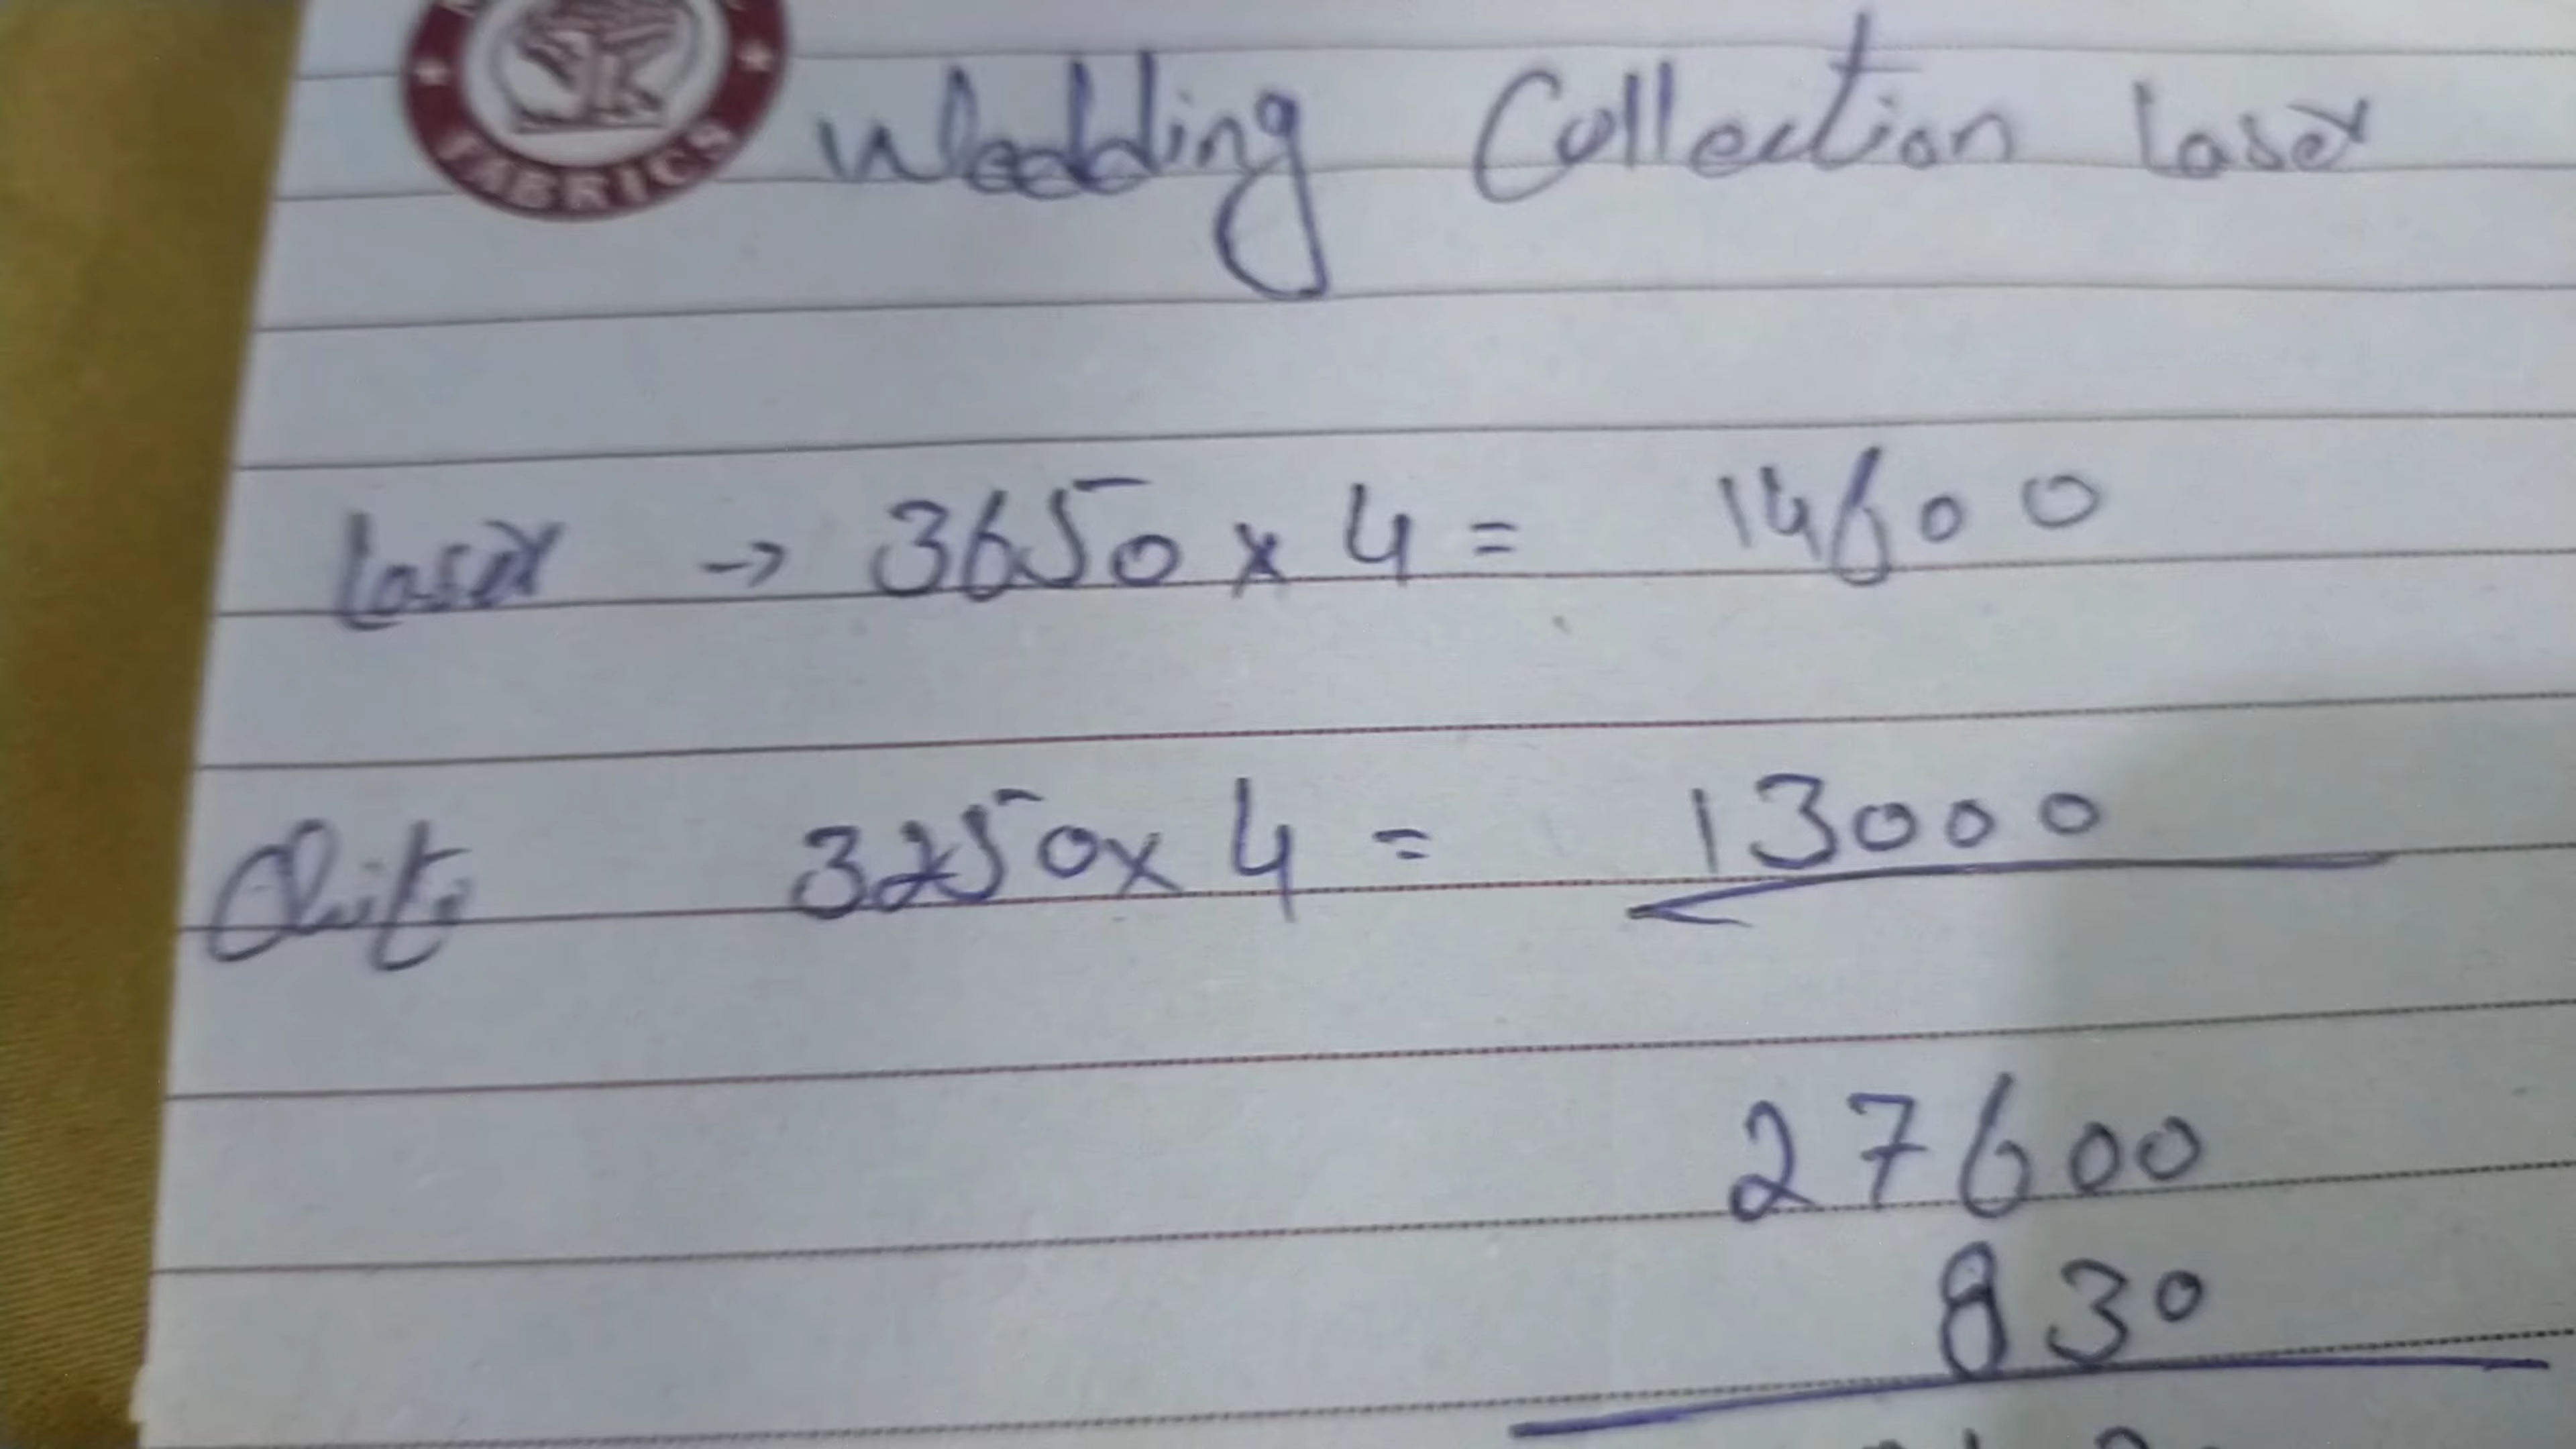 FABRICS
Wedding Collection Laser
Laser → 3650 x 4 = 14600
3250 x 4 = 13000
27600
830